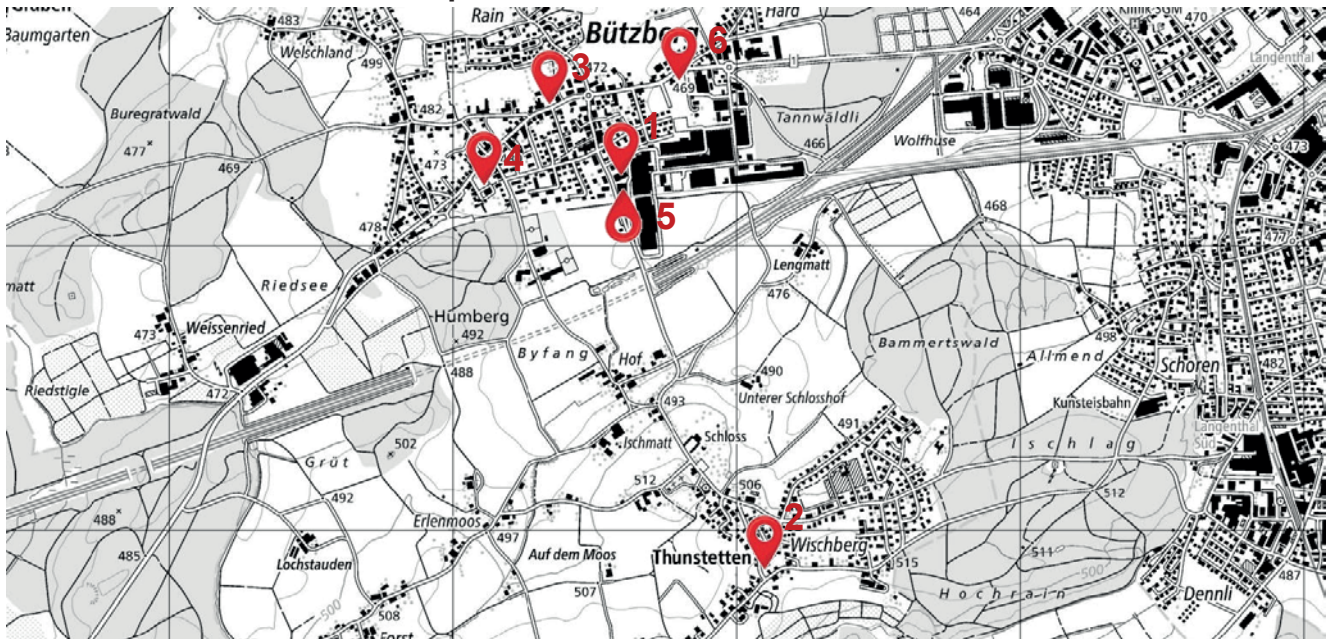 Graben
Baumgarten
483
Rain
Welschland
499
Bützberg
Hard
464
Klinik SGM
470
Langenthal
Buregratwald
477
469
482
473
3
472
6
469
1
1
Tannwäldli
466
Wolfhuse
473
4
5
478
Riedsee
Lengmatt
476
468
477
matt
473
Weissenried
Humberg
492
488
Byfang
Hof
Bammertswald
Allmend
498
Schoren
482
Riedstigle
472
490
Unterer Schlosshof
493
491
Kunsteisbahn
Langenthal
Süd
502
Ischmatt
Schloss
Ischlag
Grüt
492
512
506
512
488
485
Erlenmoos
497
Lochstauden
Auf dem Moos
2
Thunstetten
Wischberg
515
511
500
487
500
508
507
Forst
Hochrain
Dennli